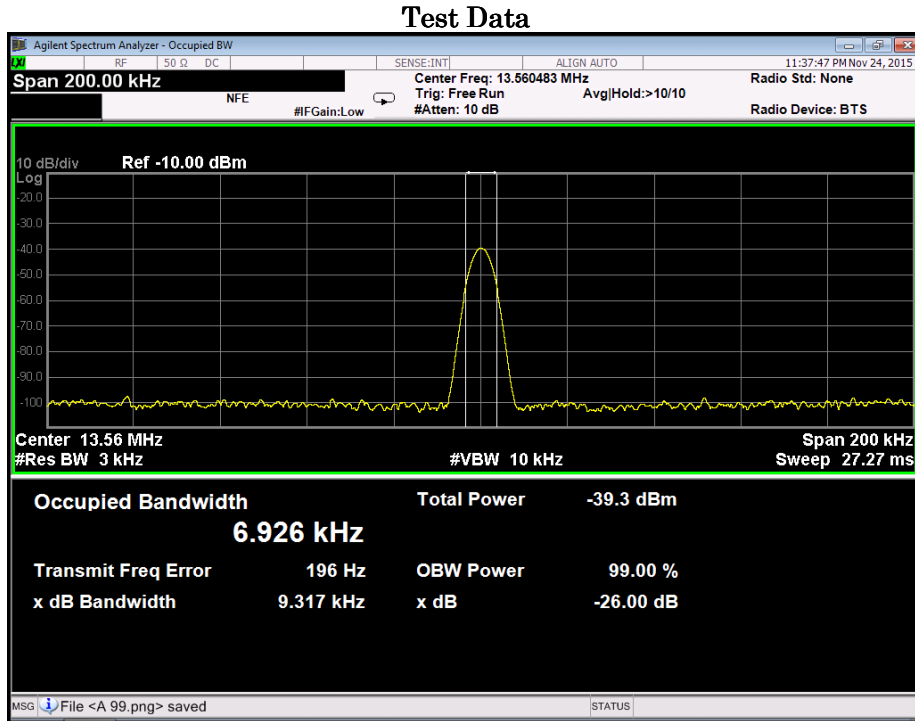 Test Data
Agilent Spectrum Analyzer - Occupied BW
LXI RF 50 Ω DC SENSE:INT ALIGN AUTO 11:37:47 PM Nov 24, 2015
Span 200.00 kHz
NFE
#IFGain:Low
Center Freq: 13.560483 MHz
Trig: Free Run Avg|Hold:>10/10
#Atten: 10 dB
Radio Std: None
Radio Device: BTS
10 dB/div Ref -10.00 dBm
Log
-20.0
-30.0
-40.0
-50.0
-60.0
-70.0
-80.0
-90.0
-100
Center 13.56 MHz Span 200 kHz
#Res BW 3 kHz #VBW 10 kHz Sweep 27.27 ms
Occupied Bandwidth Total Power -39.3 dBm
6.926 kHz
Transmit Freq Error 196 Hz OBW Power 99.00 %
x dB Bandwidth 9.317 kHz x dB -26.00 dB
MSG File <A 99.png> saved STATUS